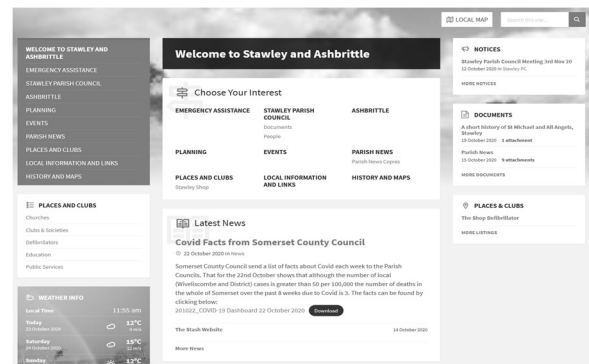 LOCAL MAP
Search this site...
WELCOME TO STAWLEY AND
ASHBRITTLE
EMERGENCY ASSISTANCE
STAWLEY PARISH COUNCIL
ASHBRITTLE
PLANNING
EVENTS
PARISH NEWS
PLACES AND CLUBS
LOCAL INFORMATION AND LINKS
HISTORY AND MAPS
PLACES AND CLUBS
Churches
Clubs & Societies
Defibrillators
Education
Public Services
WEATHER INFO
Local Time 11:55 am
Today 12°C
23 October 2020
Saturday 15°C
24 October 2020
Sunday 12°C
Welcome to Stawley and Ashbrittle
Choose Your Interest
EMERGENCY ASSISTANCE
STAWLEY PARISH
COUNCIL
Documents
People
ASHBRITTLE
PLANNING
EVENTS
PARISH NEWS
Parish News Copies
PLACES AND CLUBS
Stawley Shop
LOCAL INFORMATION
AND LINKS
HISTORY AND MAPS
Latest News
Covid Facts from Somerset County Council
22 October 2020 in News
Somerset County Council send a list of facts about Covid each week to the Parish
Councils. That for the 22nd October shows that although the number of local
(Wiveliscombe and District) cases is greater than 50 per 100,000 the number of deaths in
the whole of Somerset over the past 8 weeks due to Covid is 3. The facts can be found by
clicking below:
201022_COVID-19 Dashboard 22 October 2020 Download
The Stash Website 14 October 2020
More News
NOTICES
Stawley Parish Council Meeting 3rd Nov 20
12 October 2020 in Stawley PC
MORE NOTICES
DOCUMENTS
A short history of St Michael and All Angels,
Stawley
15 October 2020 1 attachment
Parish News
15 October 2020 9 attachments
MORE DOCUMENTS
PLACES & CLUBS
The Shop Defibrillator
MORE LISTINGS